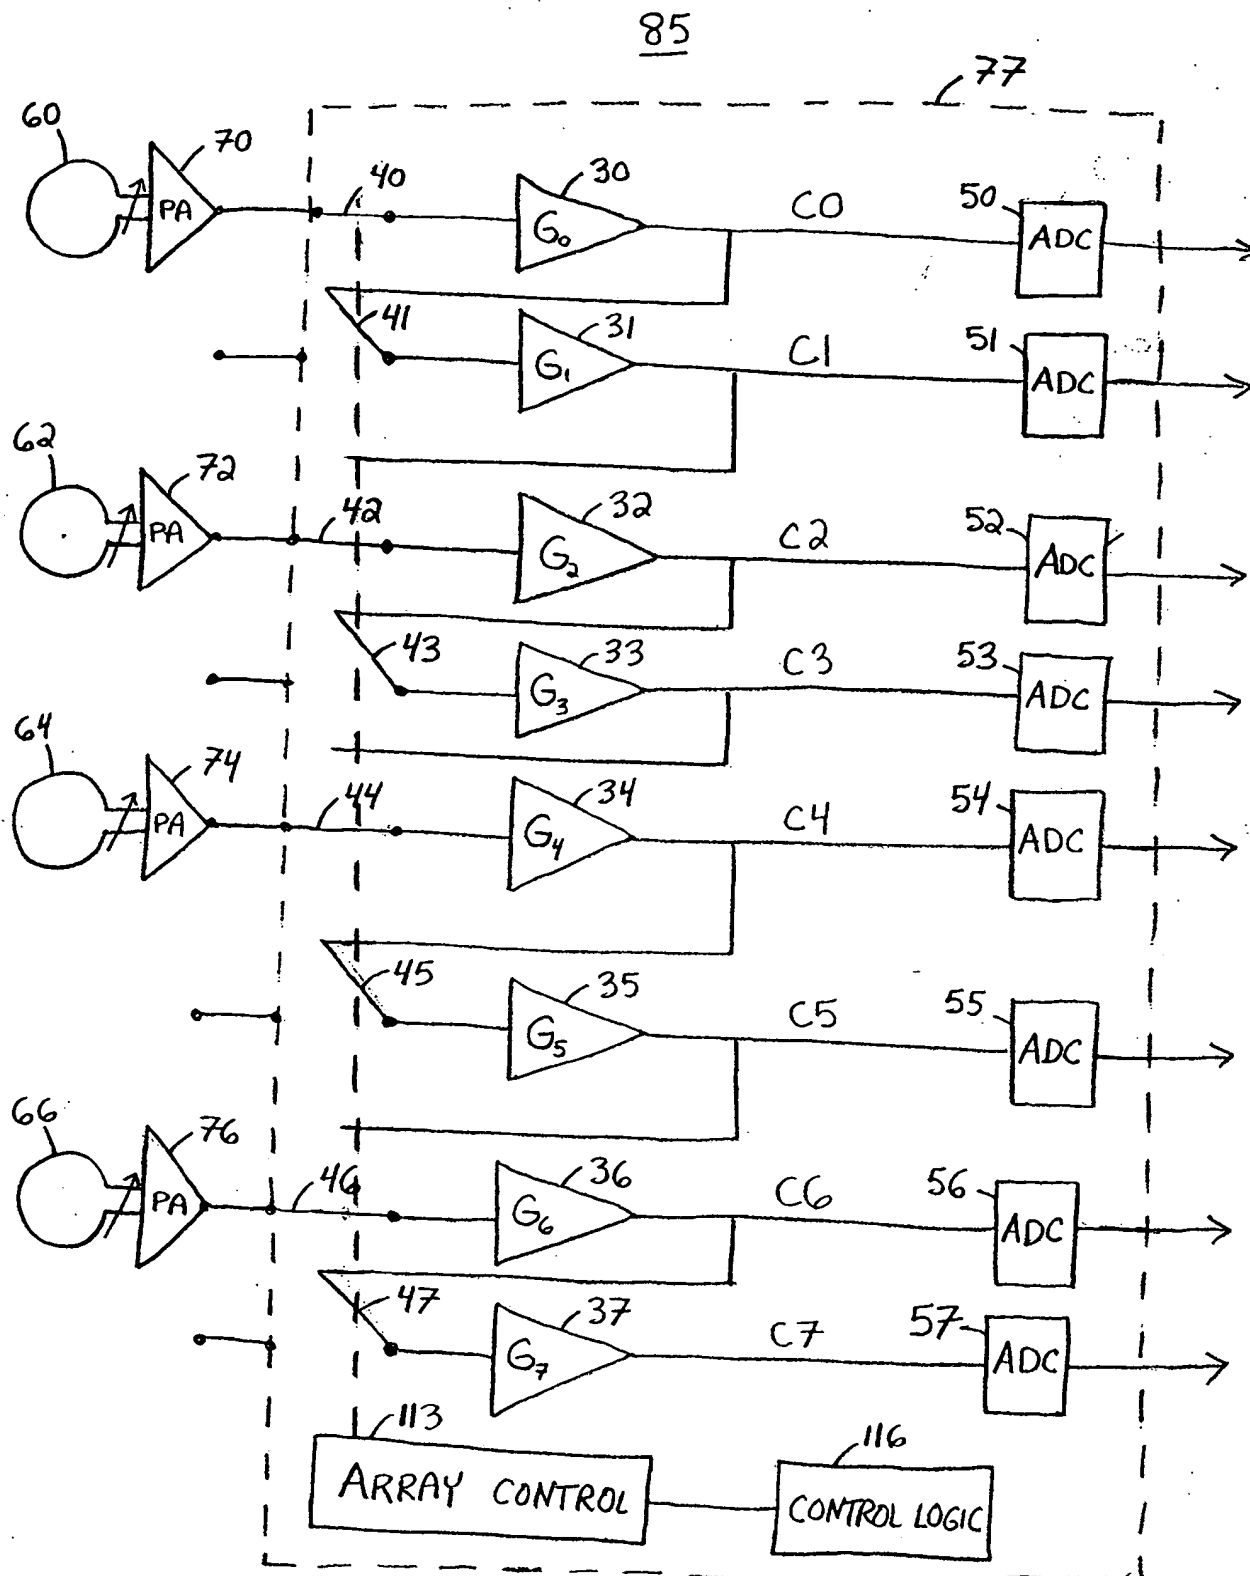 85
77
60
70
PA
40
30
G₀
C0
50
ADC
41
31
G₁
C1
51
ADC
62
72
PA
42
32
G₂
C2
52
ADC
43
33
G₃
C3
53
ADC
64
74
PA
44
34
G₄
C4
54
ADC
45
35
G₅
C5
55
ADC
66
76
PA
46
36
G₆
C6
56
ADC
47
37
G₇
C7
57
ADC
113
ARRAY CONTROL
116
CONTROL LOGIC